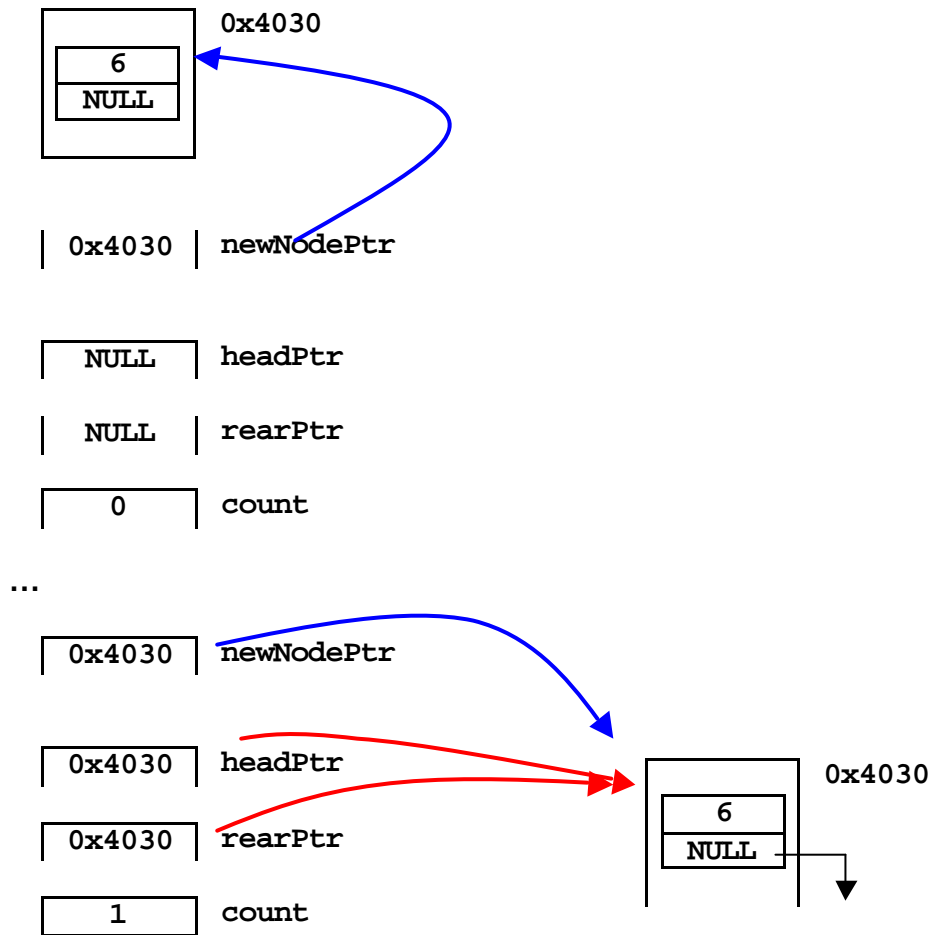 0x4030
6
NULL
0x4030 newNodePtr
NULL headPtr
NULL rearPtr
0 count
...
0x4030 newNodePtr
0x4030 headPtr
0x4030
6
0x4030 rearPtr
NULL
1 count